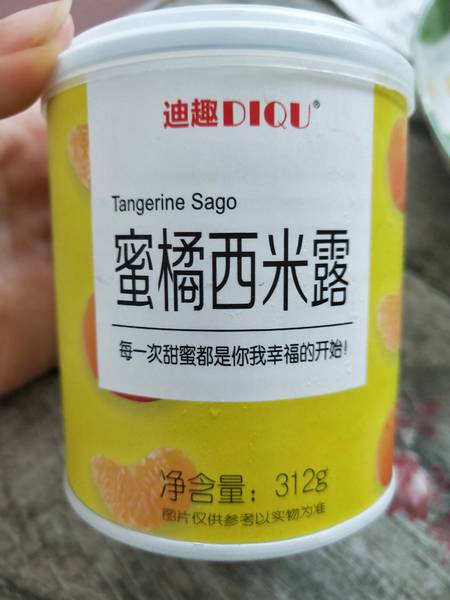 迪趣DIQU®
Tangerine Sago
蜜橘西米露
每一次甜蜜都是你我幸福的开始!
净含量：312g
图片仅供参考以实物为准